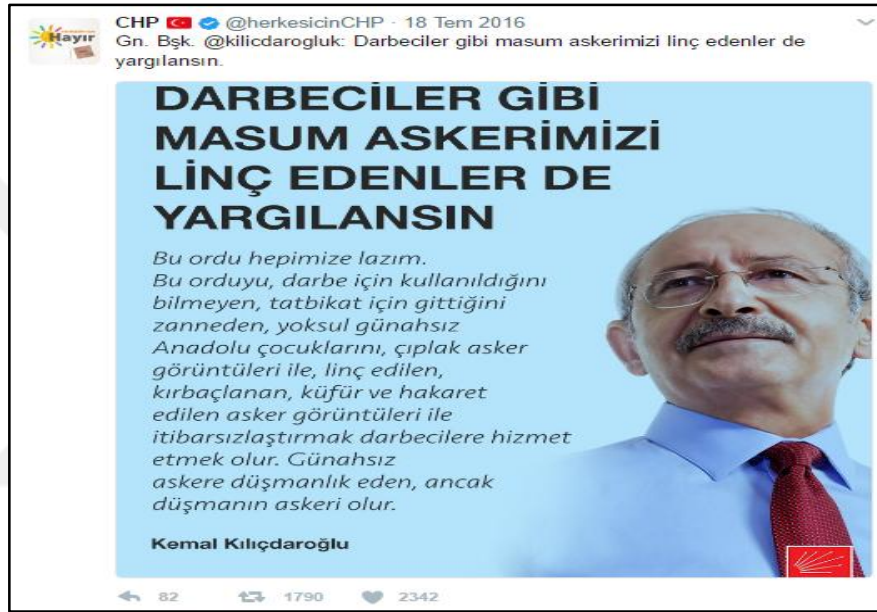 CHP @herkesicinCHP · 18 Tem 2016
Hayır
Gn. Bşk. @kilicdarogluk: Darbeciler gibi masum askerimizi linç edenler de
yargılansın.
DARBECİLER GİBİ
MASUM ASKERİMİZİ
LİNÇ EDENLER DE
YARGILANSIN
Bu ordu hepimize lazım.
Bu orduyu, darbe için kullanıldığını
bilmeyen, tatbikat için gittiğini
zanneden, yoksul günahsız
Anadolu çocuklarını, çıplak asker
görüntüleri ile, linç edilen,
kırbaçlanan, küfür ve hakaret
edilen asker görüntüleri ile
itibarsızlaştırmak darbecilere hizmet
etmek olur. Günahsız
askere düşmanlık eden, ancak
düşmanın askeri olur.
Kemal Kılıçdaroğlu
82 1790 2342